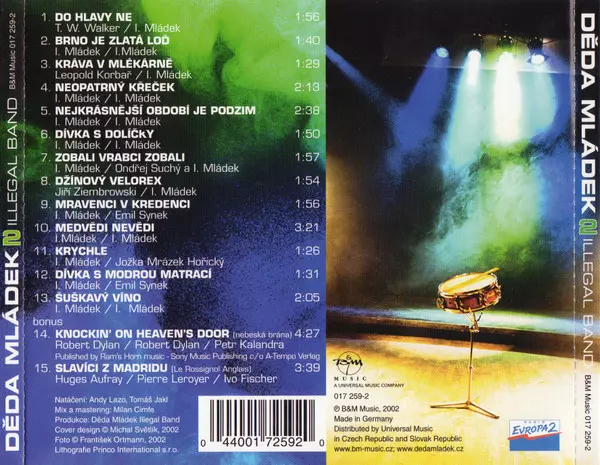 DĚDA MLÁDEK 2 ILLEGAL BAND B&M Music 017 259-2
1. DO HLAVY NE 1:56
T. W. Walker / I. Mládek
2. BRNO JE ZLATÁ LOĎ 1:40
I. Mládek / I.Mládek
3. KRÁVA V MLÉKÁRNĚ 1:29
Leopold Korbař / I. Mládek
4. NEOPATRNÝ KŘEČEK 2:13
I. Mládek / I. Mládek
5. NEJKRÁSNĚJŠÍ OBDOBÍ JE PODZIM 2:38
I. Mládek / I. Mládek
6. DÍVKA S DOLÍČKY 1:50
I. Mládek / I. Mládek
7. ZOBALI VRABCI ZOBALI 1:57
I. Mládek / Ondřej Suchý a I. Mládek
8. DŽÍNOVÝ VELOREX 1:54
Jiří Ziembrowski / I. Mládek
9. MRAVENCI V KREDENCI 1:56
I. Mládek / Emil Synek
10. MEDVĚDI NEVĚDÍ 3:21
I.Mládek / I. Mládek
11. KRYCHLE 1:26
I. Mládek / Jožka Mrázek Hořický
12. DÍVKA S MODROU MATRACÍ 1:31
I. Mládek / Emil Synek
13. ŠUŠKAVÝ VÍNO 2:05
I. Mládek / I. Mládek
bonus
14. KNOCKIN' ON HEAVEN'S DOOR (nebeská brána) 4:27
Robert Dylan / Robert Dylan / Petr Kalandra
Published by Ram's Horn music - Sony Music Publishing c/o A-Tempo Verlag
15. SLAVÍCI Z MADRIDU (Le Rossignol Anglais) 3:39
Huges Aufray / Pierre Leroyer / Ivo Fischer
Natáčení: Andy Lazo, Tomáš Jakl
Mix a mastering: Milan Cimfe
Produkce: Děda Mládek Illegal Band
Cover design © Michal Světlík, 2002
Foto © František Ortmann, 2002
Lithografie Princo International s.r.o.
0 44001 72592 0
B&M
MUSIC
A UNIVERSAL MUSIC COMPANY
017 259-2
℗ B&M Music, 2002
Made in Germany
Distributed by Universal Music
in Czech Republic and Slovak Republic
www.bm-music.cz; www.dedamladek.cz
RADIO
EVROPA 2
DĚDA MLÁDEK 2 ILLEGAL BAND B&M Music 017 259-2